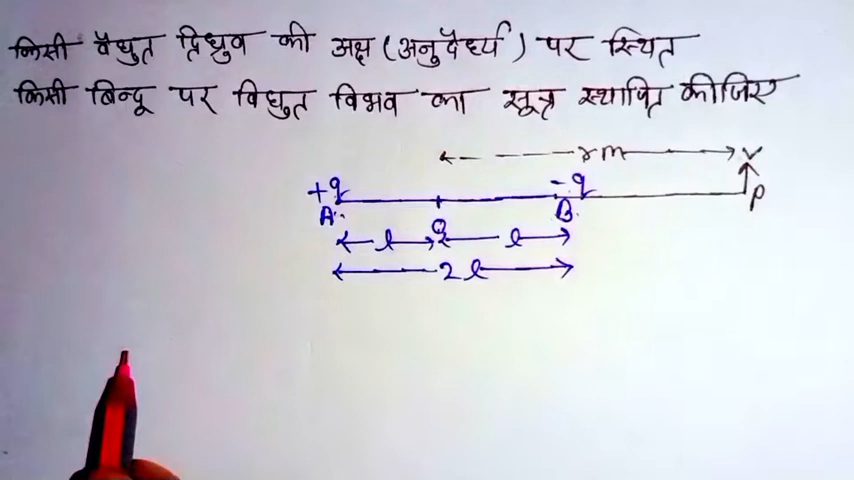 किसी वैधुत द्विध्रुव की अक्ष (अनुदैर्ध्य) पर स्थित
किसी बिन्दू पर विधुत विभव का सूत्र स्थापित कीजिए
r m V
+q -q
A B P
l l
2l